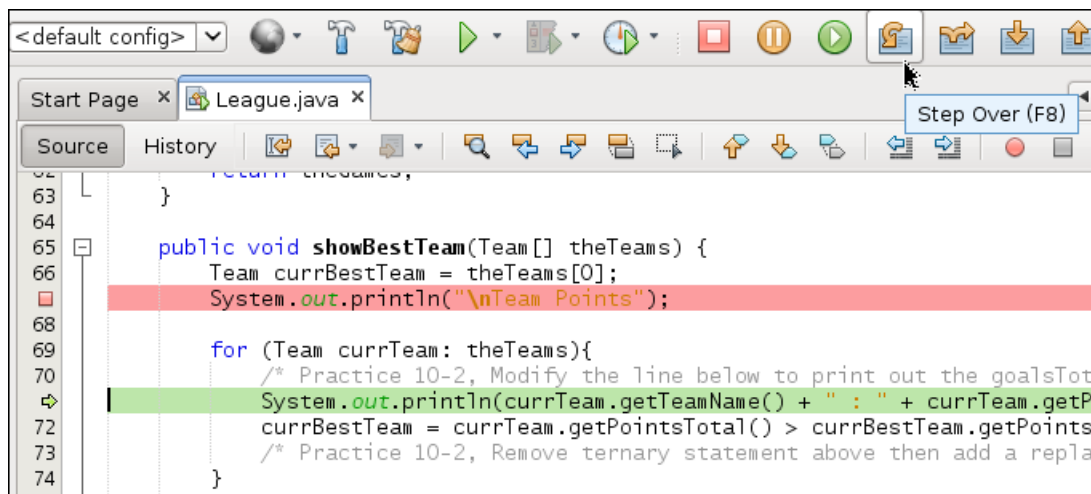 <default config>
Start Page
League.java
Step Over (F8)
Source
History
63 }
64
65 public void showBestTeam(Team[] theTeams) {
66 Team currBestTeam = theTeams[0];
System.out.println("\nTeam Points");
68
69 for (Team currTeam: theTeams){
70 /* Practice 10-2, Modify the line below to print out the goalsTot
System.out.println(currTeam.getTeamName() + " : " + currTeam.getP
72 currBestTeam = currTeam.getPointsTotal() > currBestTeam.getPoints
73 /* Practice 10-2, Remove ternary statement above then add a repla
74 }